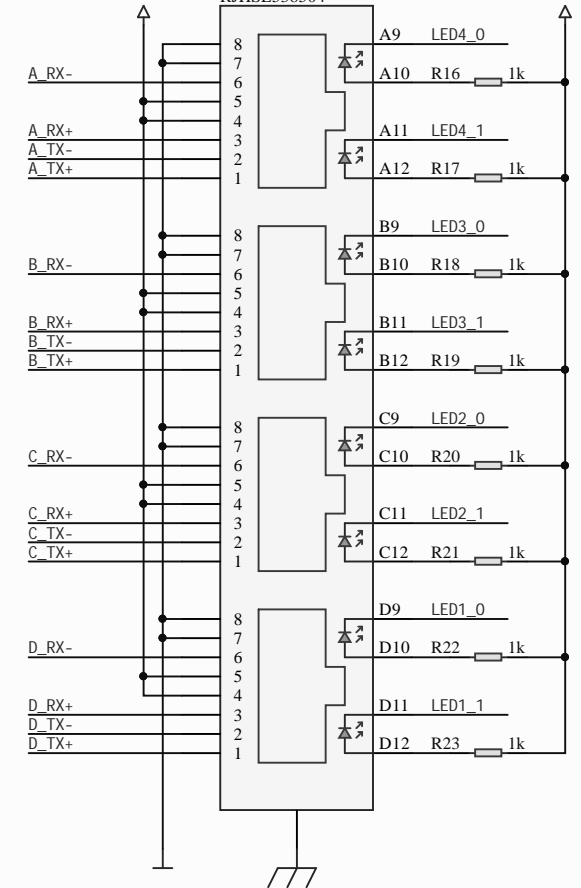 8 A9 LED4_0
7
A_RX- 6 A10 R16 1k
5
4
A_RX+ 3 A11 LED4_1
A_TX- 2
A_TX+ 1 A12 R17 1k
8 B9 LED3_0
7
B_RX- 6 B10 R18 1k
5
4
B_RX+ 3 B11 LED3_1
B_TX- 2
B_TX+ 1 B12 R19 1k
8 C9 LED2_0
7
C_RX- 6 C10 R20 1k
5
4
C_RX+ 3 C11 LED2_1
C_TX- 2
C_TX+ 1 C12 R21 1k
8 D9 LED1_0
7
D_RX- 6 D10 R22 1k
5
4
D_RX+ 3 D11 LED1_1
D_TX- 2
D_TX+ 1 D12 R23 1k